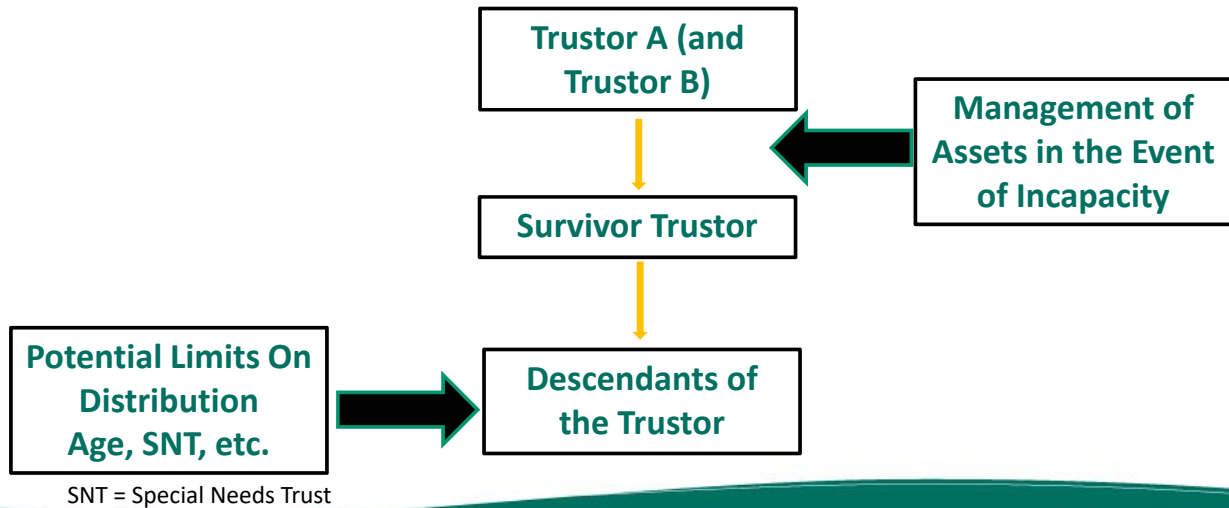 Trustor A (and
Trustor B)
Management of
Assets in the Event
of Incapacity
Survivor Trustor
Potential Limits On
Distribution
Age, SNT, etc.
Descendants of
the Trustor
SNT = Special Needs Trust